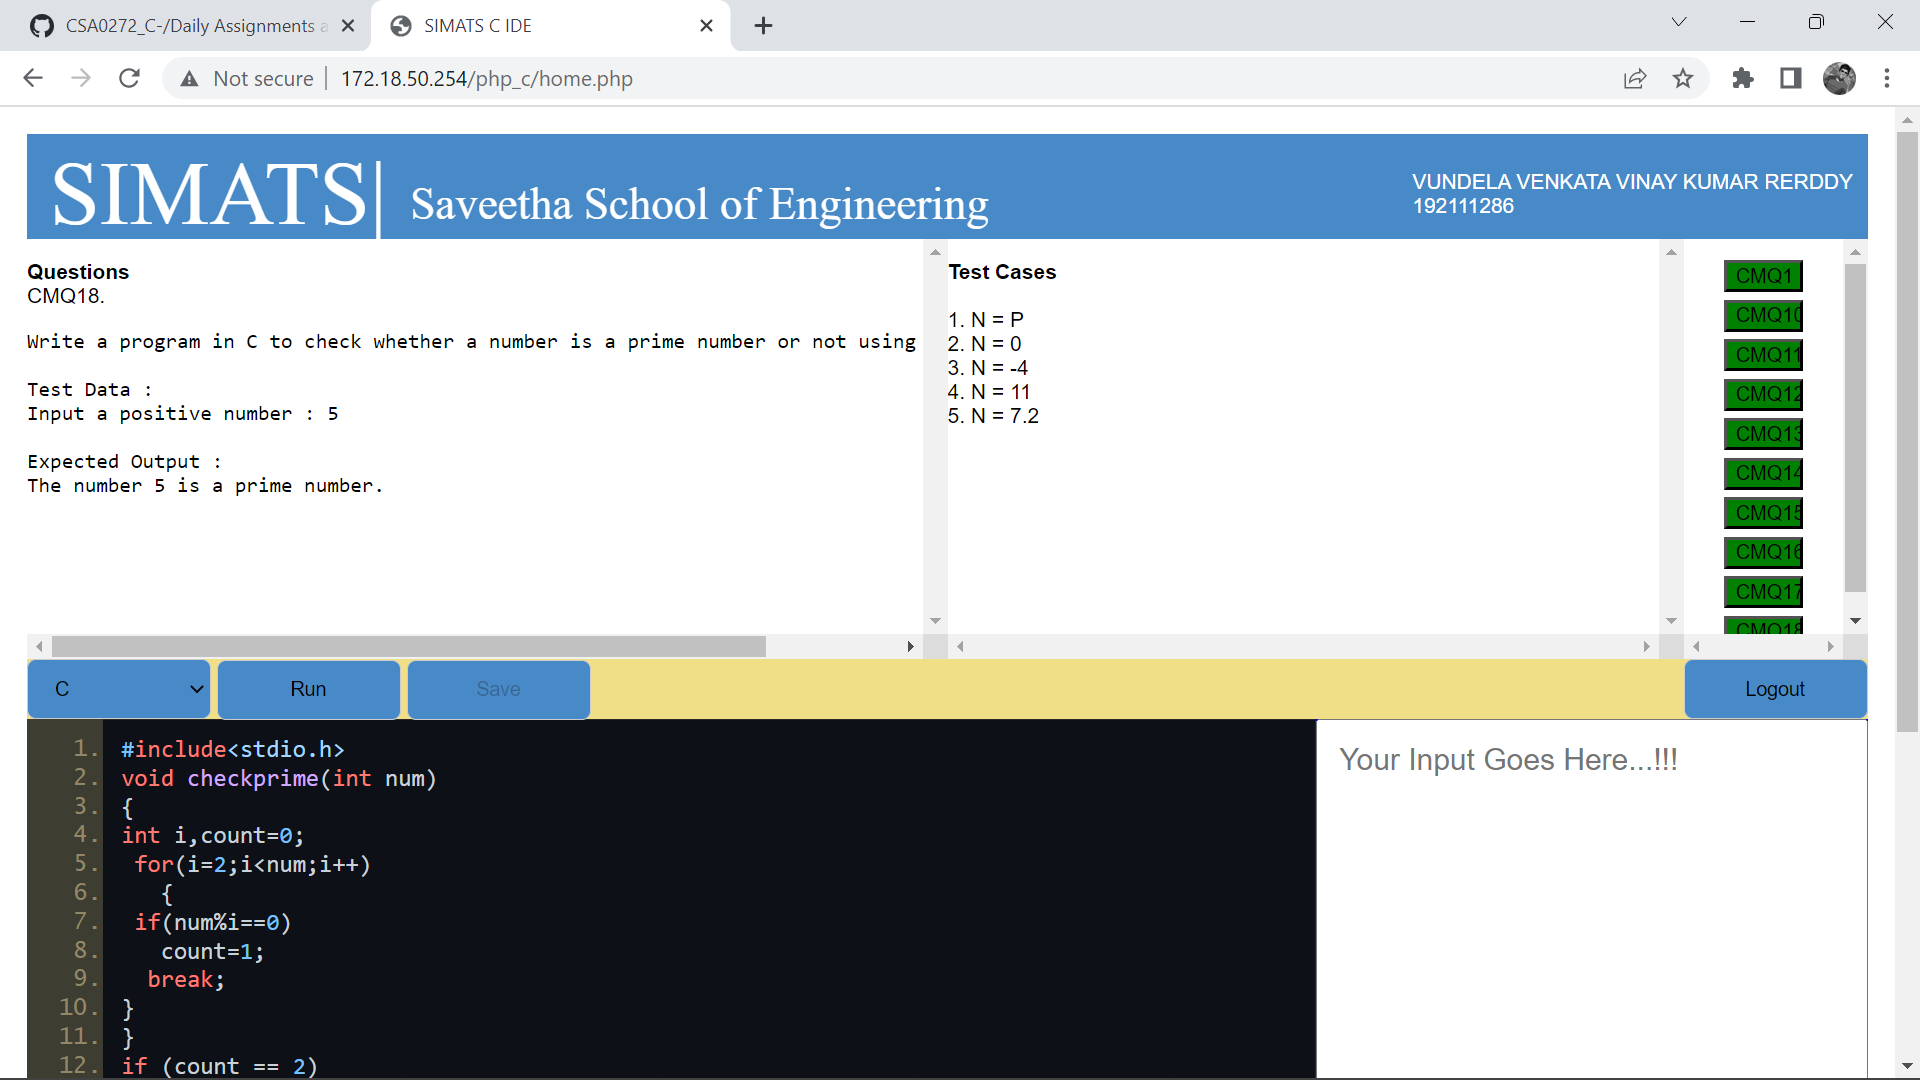 CSA0272_C-/Daily Assignments a
SIMATS C IDE
Not secure
172.18.50.254/php_c/home.php
SIMATS| Saveetha School of Engineering
VUNDELA VENKATA VINAY KUMAR RERDDY
192111286
Questions
CMQ18.
Write a program in C to check whether a number is a prime number or not using
Test Data :
Input a positive number : 5
Expected Output :
The number 5 is a prime number.
Test Cases
1. N = P
2. N = 0
3. N = -4
4. N = 11
5. N = 7.2
CMQ1
CMQ10
CMQ11
CMQ12
CMQ13
CMQ14
CMQ15
CMQ16
CMQ17
CMQ18
C
Run
Save
Logout
1. #include<stdio.h>
2. void checkprime(int num)
3. {
4. int i,count=0;
5. for(i=2;i<num;i++)
6. {
7. if(num%i==0)
8. count=1;
9. break;
10. }
11. }
12. if (count == 2)
Your Input Goes Here...!!!